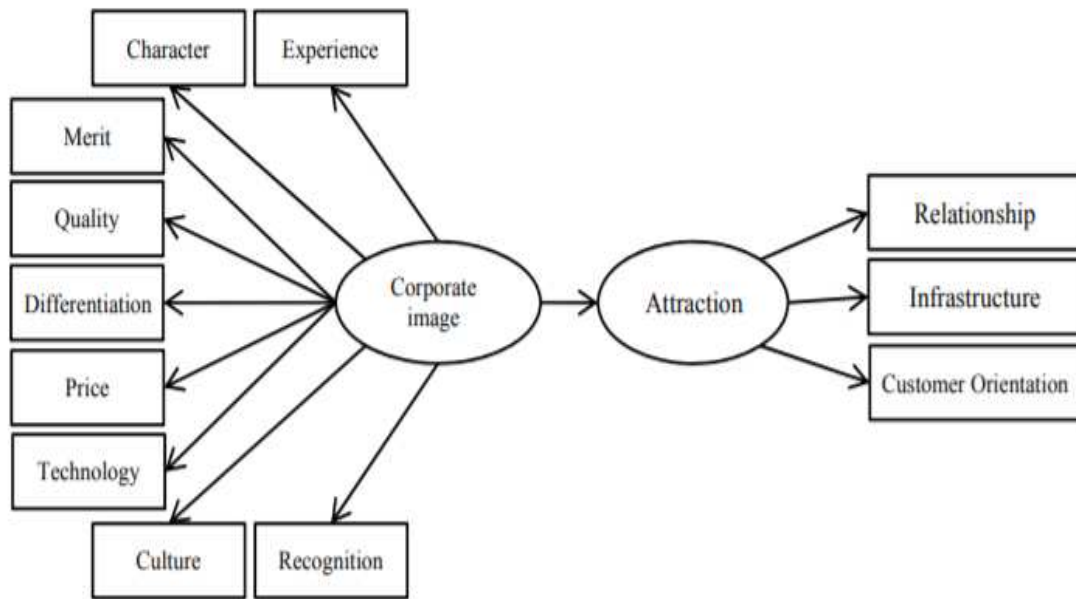 Character
Experience
Merit
Quality
Differentiation
Price
Technology
Culture
Recognition
Corporate
image
Attraction
Relationship
Infrastructure
Customer Orientation